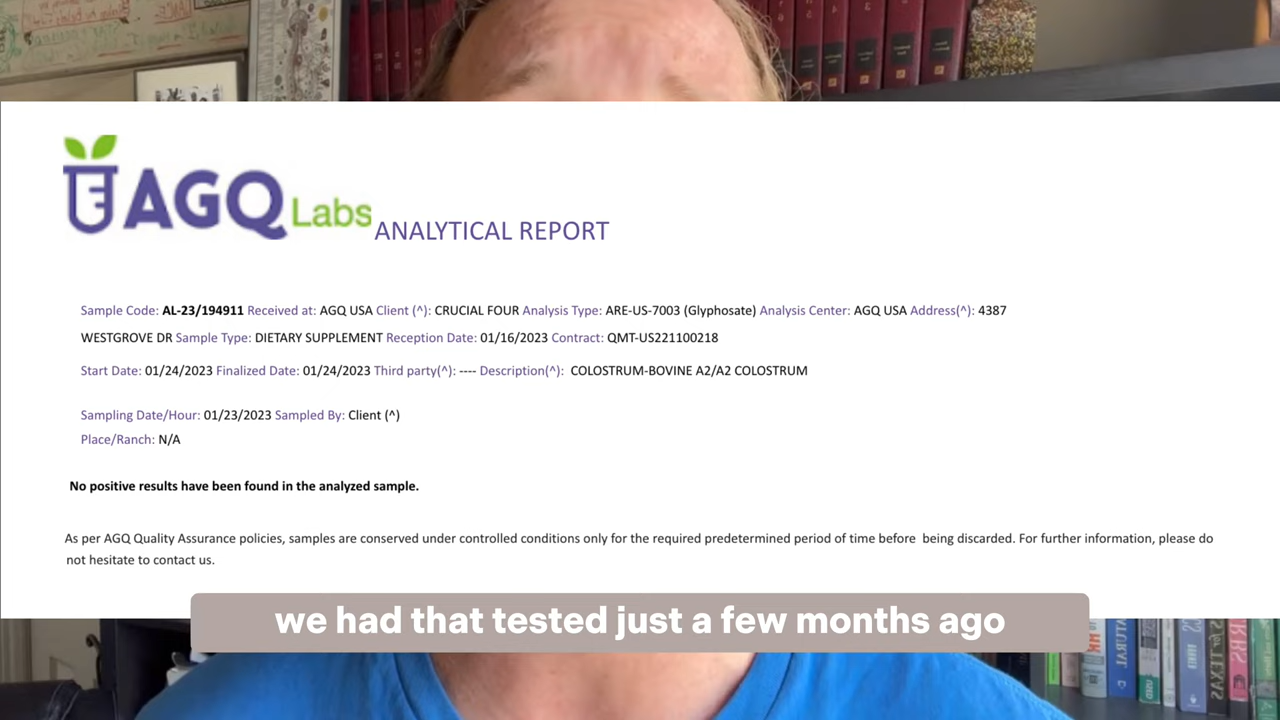 AGQ Labs ANALYTICAL REPORT
Sample Code: AL-23/194911 Received at: AGQ USA Client (^): CRUCIAL FOUR Analysis Type: ARE-US-7003 (Glyphosate) Analysis Center: AGQ USA Address(^): 4387
WESTGROVE DR Sample Type: DIETARY SUPPLEMENT Reception Date: 01/16/2023 Contract: QMT-US221100218
Start Date: 01/24/2023 Finalized Date: 01/24/2023 Third party(^): ---- Description(^): COLOSTRUM-BOVINE A2/A2 COLOSTRUM
Sampling Date/Hour: 01/23/2023 Sampled By: Client (^)
Place/Ranch: N/A
No positive results have been found in the analyzed sample.
As per AGQ Quality Assurance policies, samples are conserved under controlled conditions only for the required predetermined period of time before being discarded. For further information, please do
not hesitate to contact us.
we had that tested just a few months ago